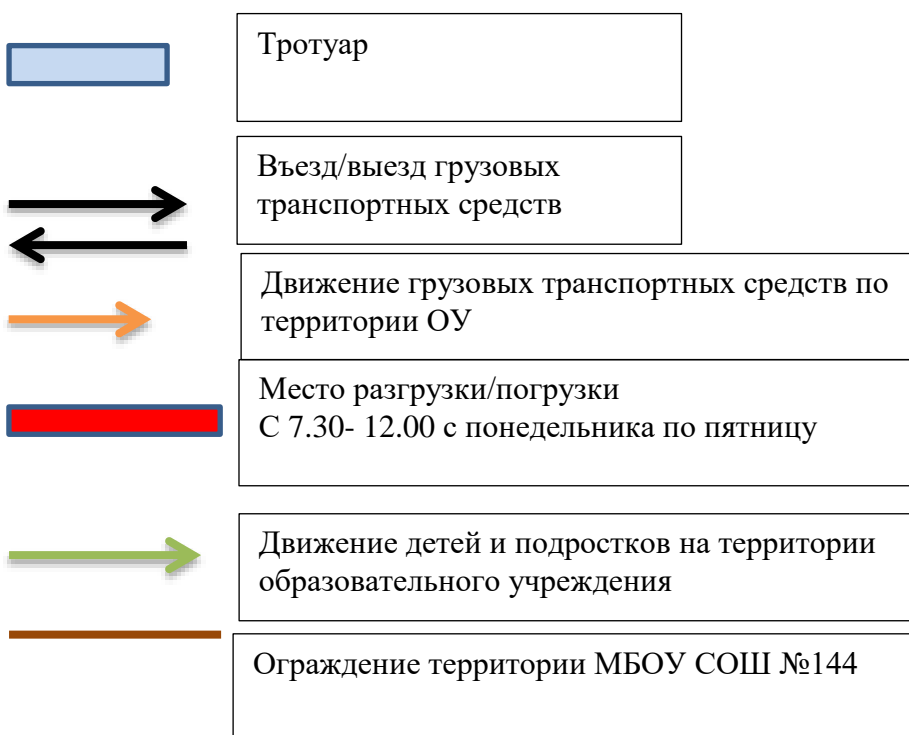 Тротуар
Въезд/выезд грузовых
транспортных средств
Движение грузовых транспортных средств по
территории ОУ
Место разгрузки/погрузки
С 7.30- 12.00 с понедельника по пятницу
Движение детей и подростков на территории
образовательного учреждения
Ограждение территории МБОУ СОШ №144